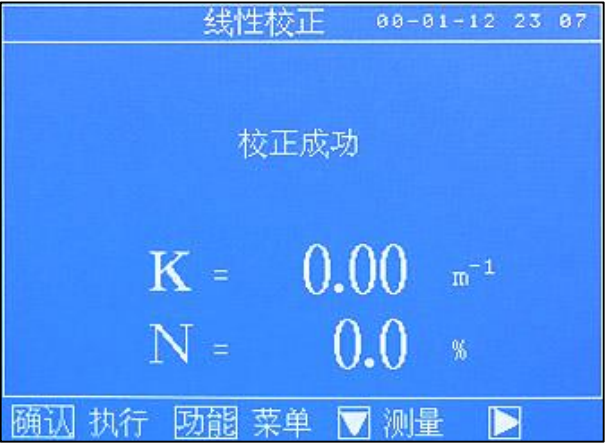 线性校正 00-01-12 23 07
校正成功
K = 0.00 m⁻¹
N = 0.0 %
确认 执行 功能 菜单 ▼ 测量 ▶